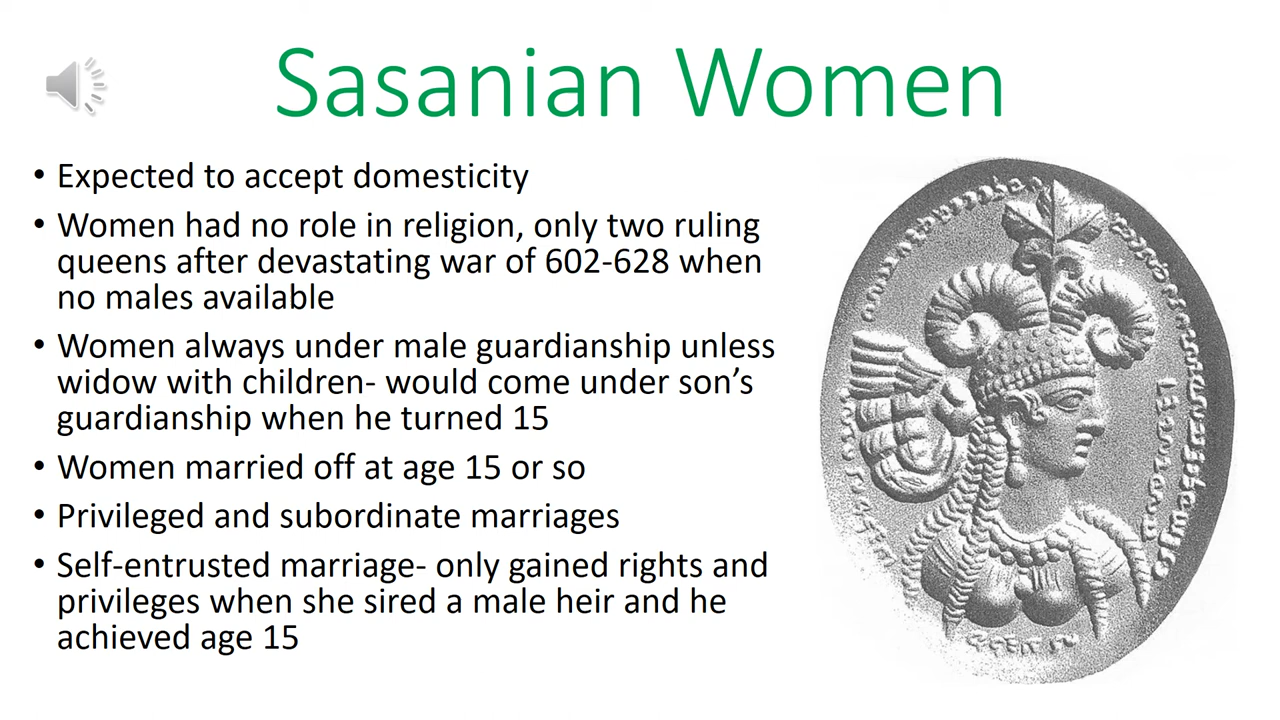 Sasanian Women
• Expected to accept domesticity
• Women had no role in religion, only two ruling
queens after devastating war of 602-628 when
no males available
• Women always under male guardianship unless
widow with children- would come under son’s
guardianship when he turned 15
• Women married off at age 15 or so
• Privileged and subordinate marriages
• Self-entrusted marriage- only gained rights and
privileges when she sired a male heir and he
achieved age 15